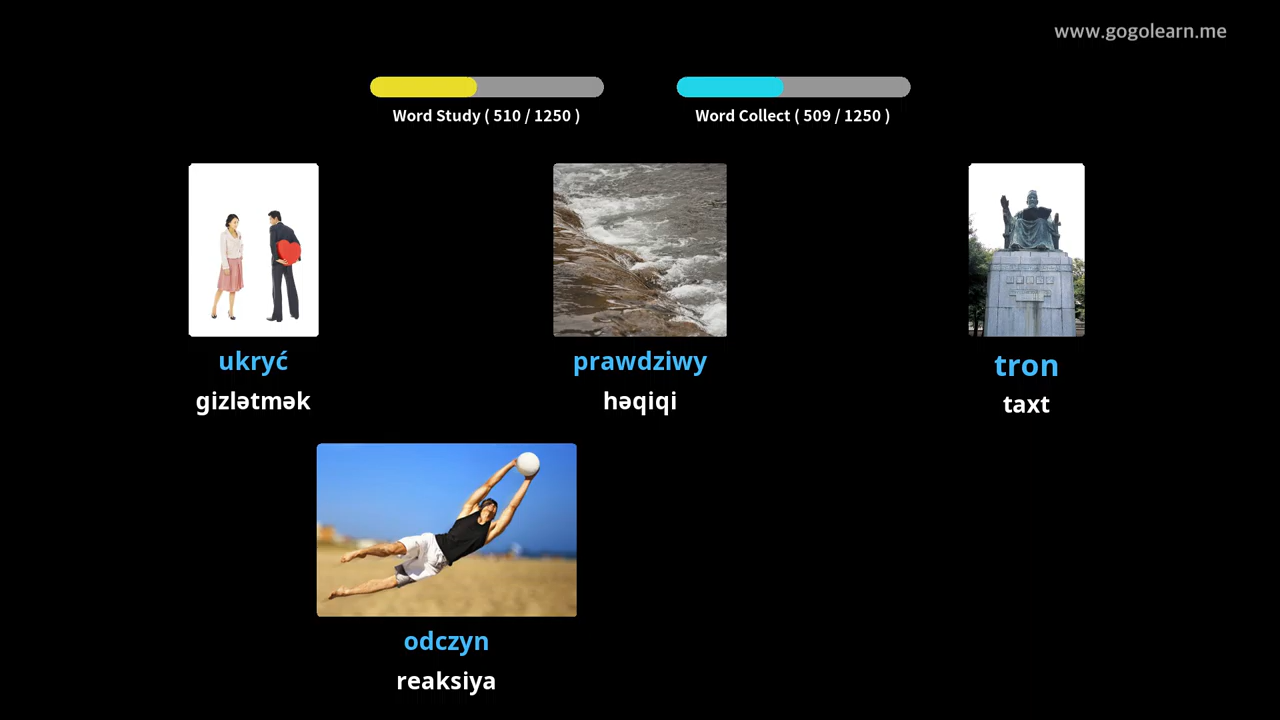 www.gogolearn.me
Word Study ( 510 / 1250 )
Word Collect ( 509 / 1250 )
ukryć
prawdziwy
tron
gizlətmək
həqiqi
taxt
odczyn
reaksiya